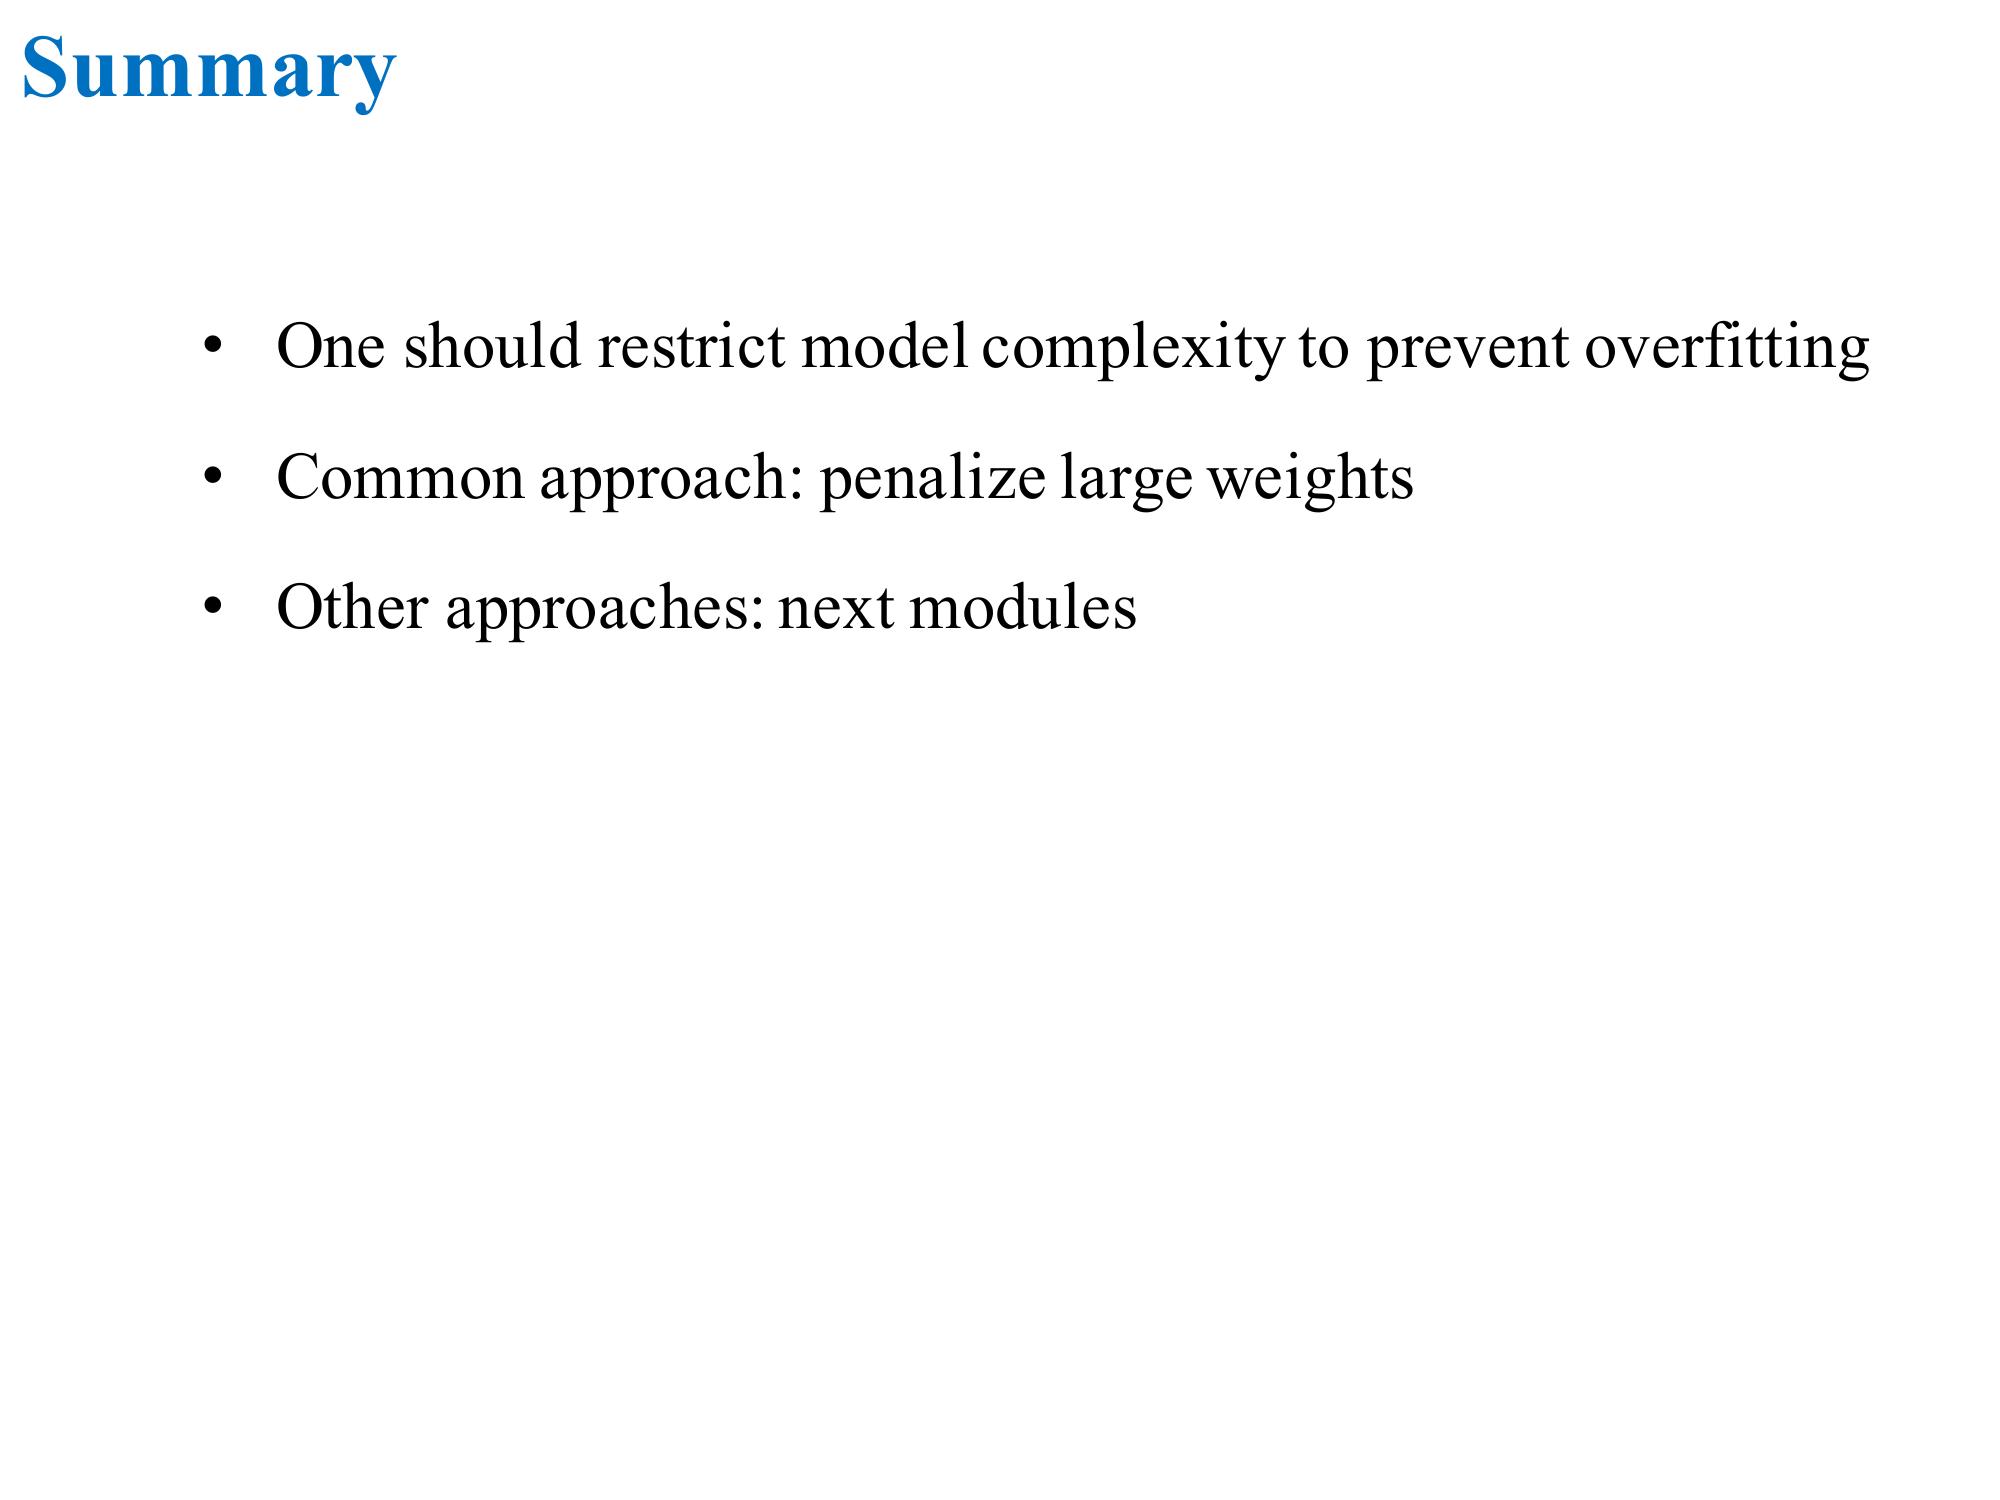 Summary
• One should restrict model complexity to prevent overfitting
• Common approach: penalize large weights
• Other approaches: next modules